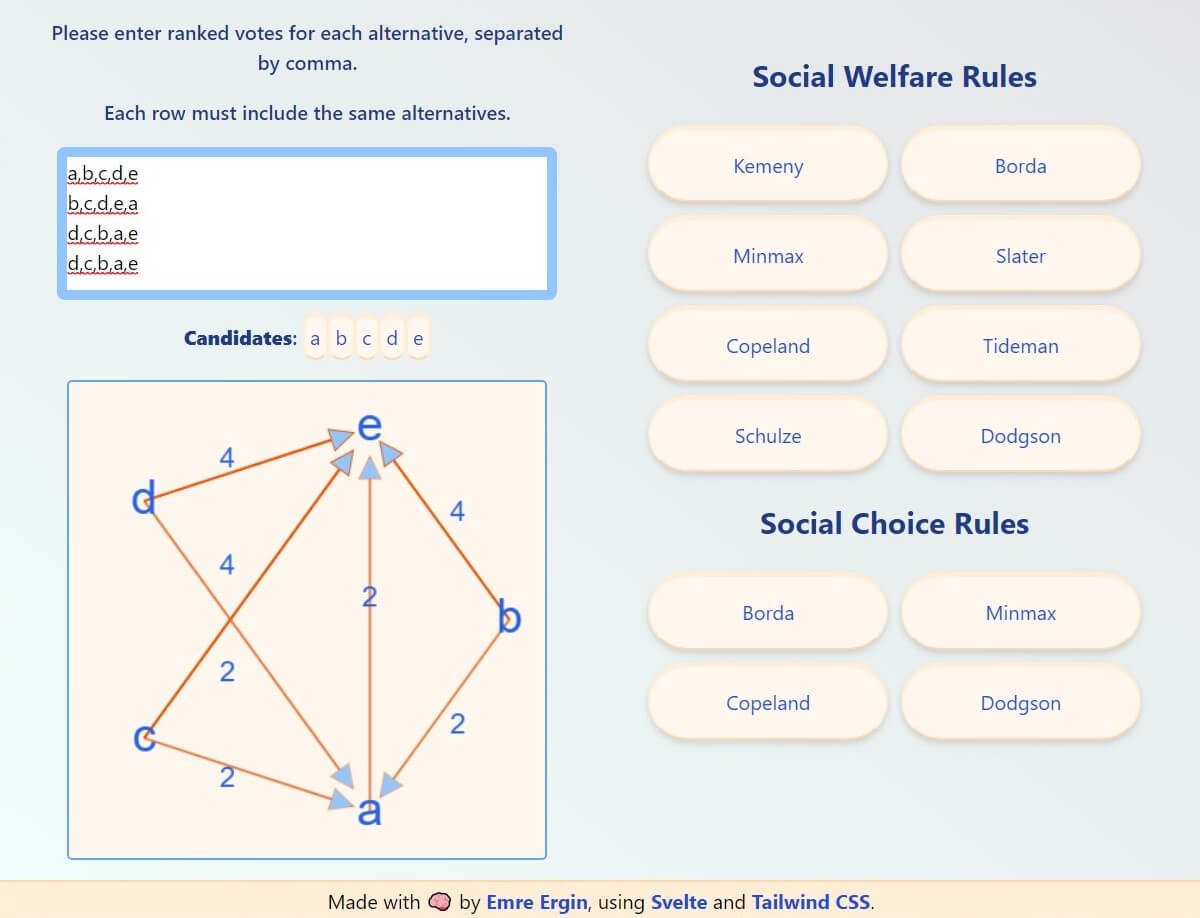 Please enter ranked votes for each alternative, separated
by comma.
Each row must include the same alternatives.
a,b,c,d,e
b,c,d,e,a
d,c,b,a,e
d,c,b,a,e
Candidates: a b c d e
e
4
d
4
4
2
b
2
2
c
2
a
Social Welfare Rules
Kemeny
Borda
Minmax
Slater
Copeland
Tideman
Schulze
Dodgson
Social Choice Rules
Borda
Minmax
Copeland
Dodgson
Made with 🧠 by Emre Ergin, using Svelte and Tailwind CSS.